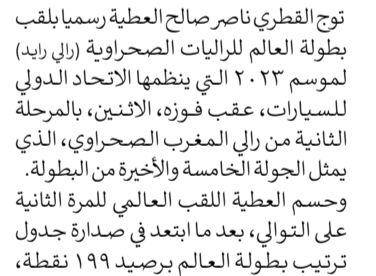 توج القطري ناصر صالح العطية رسميا بلقب
بطولة العالم للراليات الصحراوية (رالي رايد)
لموسم ٢٠٢٣ التي ينظمها الاتحاد الدولي
للسيارات، عقب فوزه، الاثنين، بالمرحلة
الثانية من رالي المغرب الصحراوي، الذي
يمثل الجولة الخامسة والأخيرة من البطولة.
وحسم العطية اللقب العالمي للمرة الثانية
على التوالي، بعد ما ابتعد في صدارة جدول
ترتيب بطولة العالم برصيد ١٩٩ نقطة،